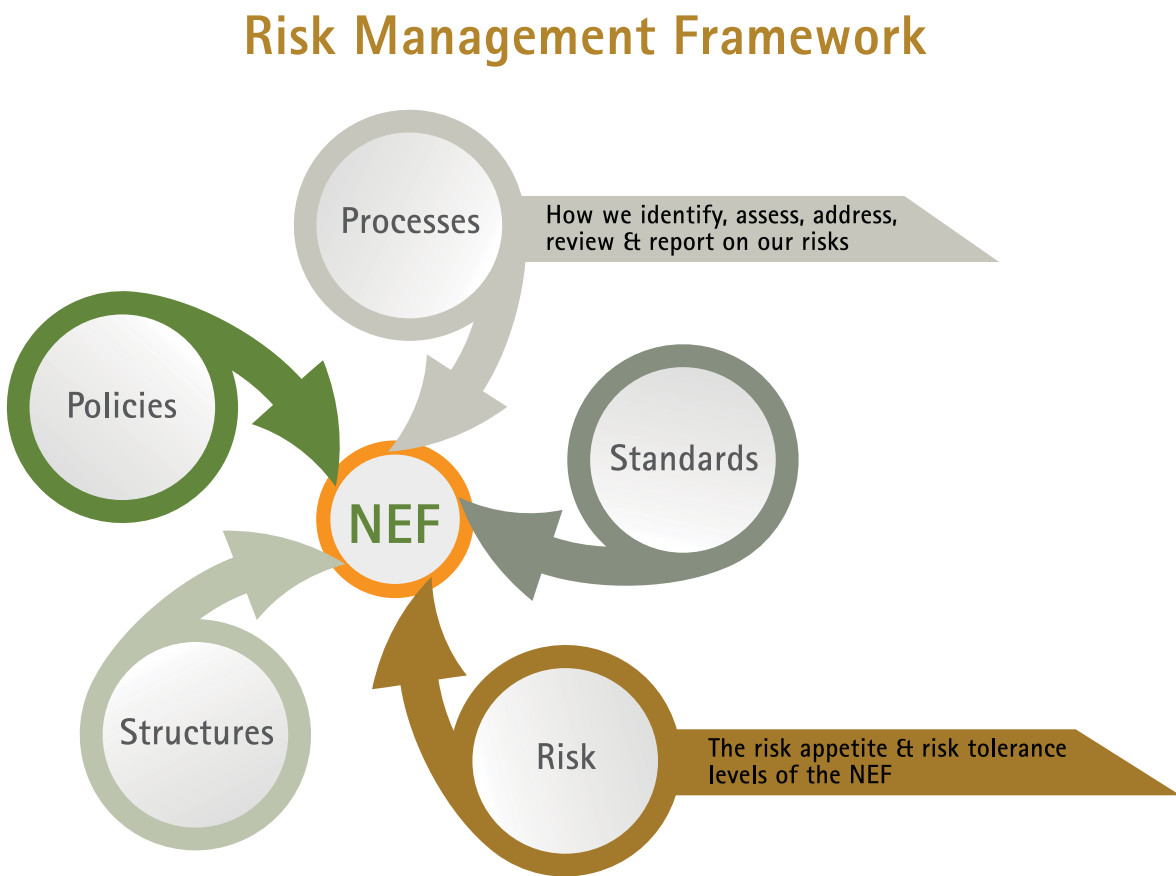 Risk Management Framework
Processes
How we identify, assess, address,
review & report on our risks
Policies
Standards
NEF
Structures
Risk
The risk appetite & risk tolerance
levels of the NEF